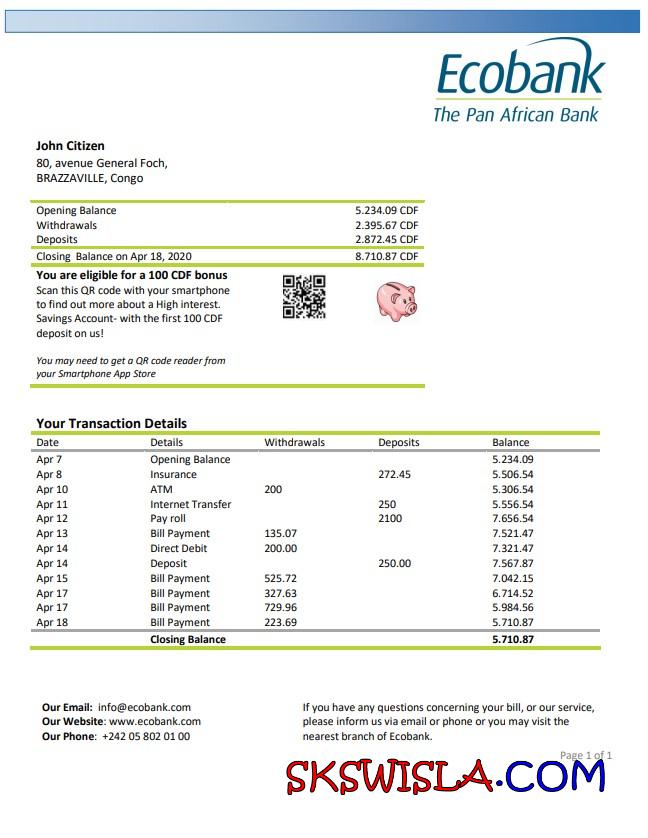 Ecobank
The Pan African Bank
John Citizen
80, avenue General Foch,
BRAZZAVILLE, Congo
Opening Balance 5.234.09 CDF
Withdrawals 2.395.67 CDF
Deposits 2.872.45 CDF
Closing Balance on Apr 18, 2020 8.710.87 CDF
You are eligible for a 100 CDF bonus
Scan this QR code with your smartphone
to find out more about a High interest.
Savings Account- with the first 100 CDF
deposit on us!
You may need to get a QR code reader from
your Smartphone App Store
Your Transaction Details
Date Details Withdrawals Deposits Balance
Apr 7 Opening Balance 5.234.09
Apr 8 Insurance 272.45 5.506.54
Apr 10 ATM 200 5.306.54
Apr 11 Internet Transfer 250 5.556.54
Apr 12 Pay roll 2100 7.656.54
Apr 13 Bill Payment 135.07 7.521.47
Apr 14 Direct Debit 200.00 7.321.47
Apr 14 Deposit 250.00 7.567.87
Apr 15 Bill Payment 525.72 7.042.15
Apr 17 Bill Payment 327.63 6.714.52
Apr 17 Bill Payment 729.96 5.984.56
Apr 18 Bill Payment 223.69 5.710.87
Closing Balance 5.710.87
Our Email: info@ecobank.com
Our Website: www.ecobank.com
Our Phone: +242 05 802 01 00
If you have any questions concerning your bill, or our service,
please inform us via email or phone or you may visit the
nearest branch of Ecobank.
Page 1 of 1
SKSWISLA.COM